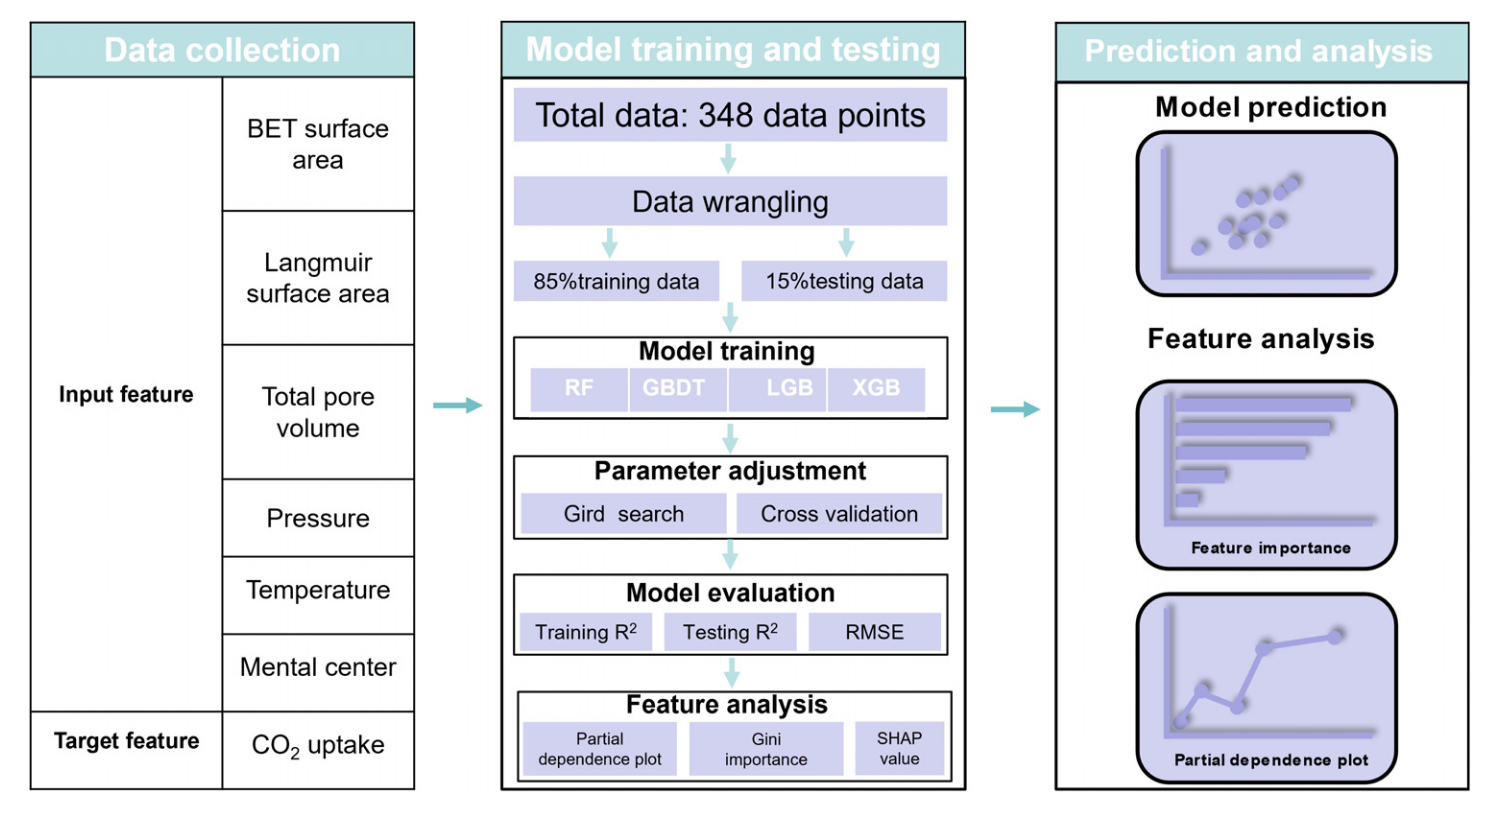 Data collection
Input feature
BET surface
area
Langmuir
surface area
Total pore
volume
Pressure
Temperature
Mental center
Target feature
CO₂ uptake
Model training and testing
Total data: 348 data points
Data wrangling
85%training data
15%testing data
Model training
RF
GBDT
LGB
XGB
Parameter adjustment
Gird search
Cross validation
Model evaluation
Training R²
Testing R²
RMSE
Feature analysis
Partial
dependence plot
Gini
importance
SHAP
value
Prediction and analysis
Model prediction
Feature analysis
Feature importance
Partial dependence plot